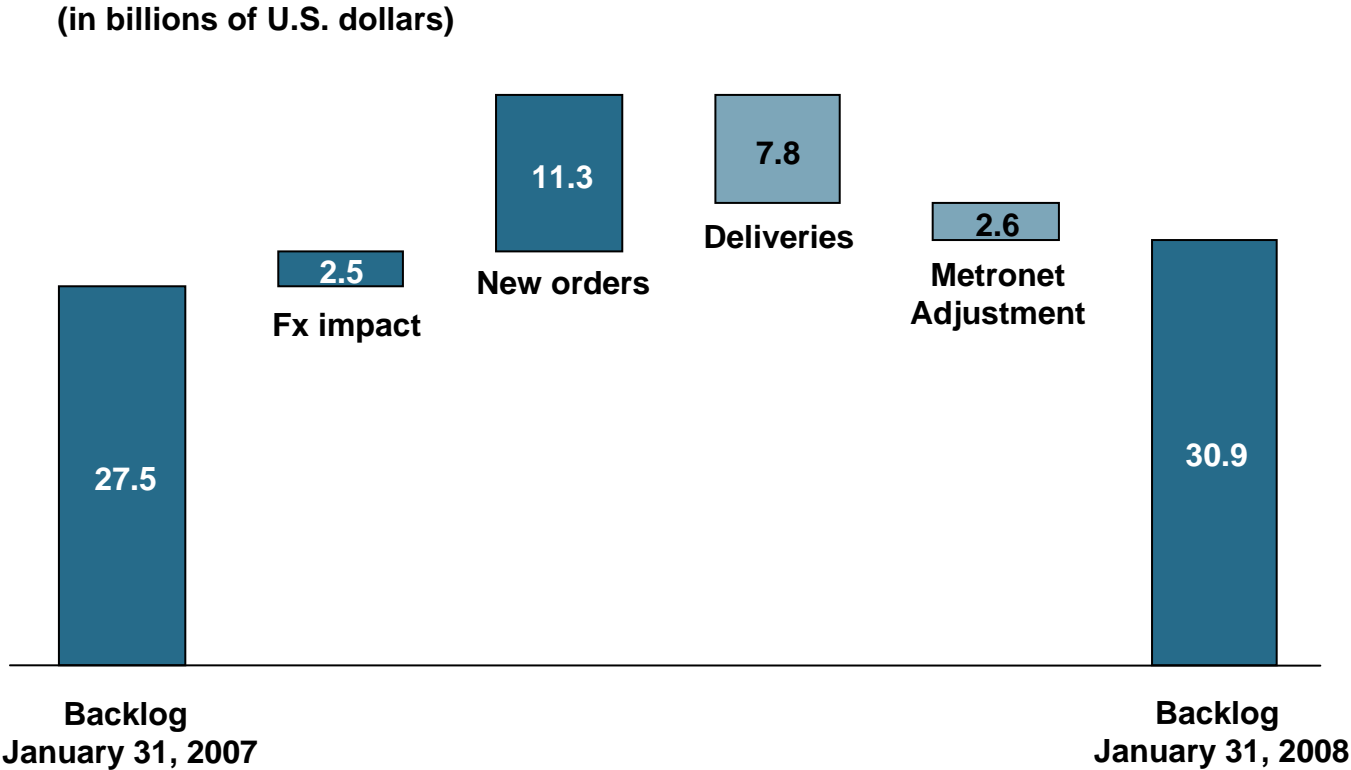 (in billions of U.S. dollars)
27.5
Backlog
January 31, 2007
2.5
Fx impact
11.3
New orders
7.8
Deliveries
2.6
Metronet
Adjustment
30.9
Backlog
January 31, 2008